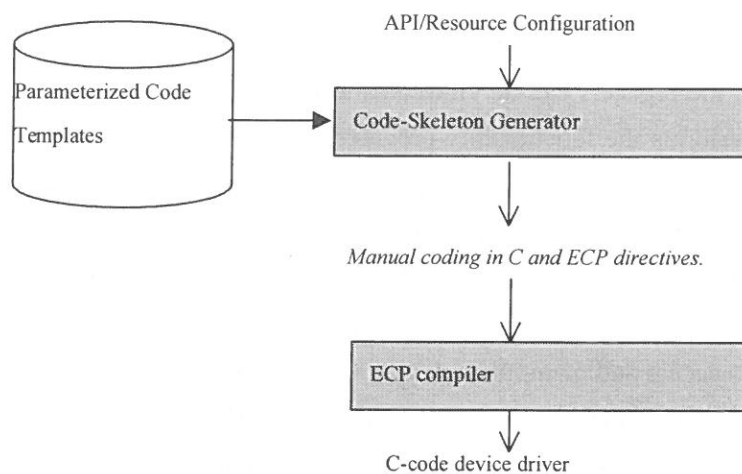 API/Resource Configuration
Parameterized Code
Templates
Code-Skeleton Generator
Manual coding in C and ECP directives.
ECP compiler
C-code device driver